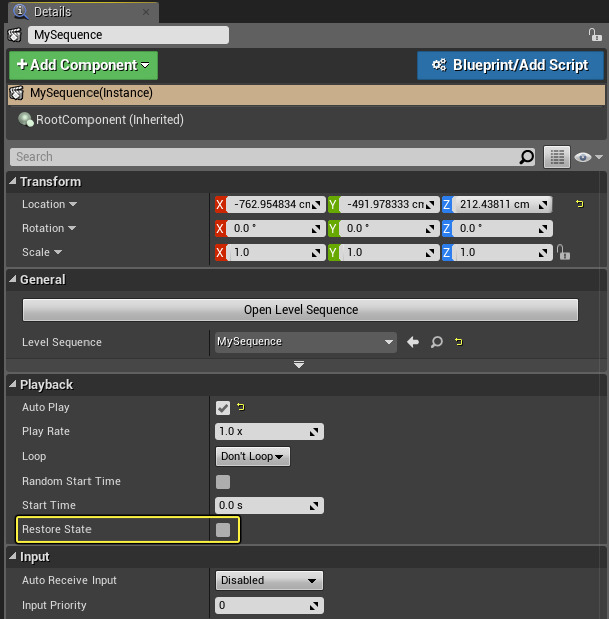 Details
MySequence
Add Component
Blueprint/Add Script
MySequence(Instance)
RootComponent (Inherited)
Search
Transform
Location X -762.954834 cm Y -491.978333 cm Z 212.43811 cm
Rotation X 0.0 ° Y 0.0 ° Z 0.0 °
Scale X 1.0 Y 1.0 Z 1.0
General
Open Level Sequence
Level Sequence MySequence
Playback
Auto Play
Play Rate 1.0 x
Loop Don't Loop
Random Start Time
Start Time 0.0 s
Restore State
Input
Auto Receive Input Disabled
Input Priority 0